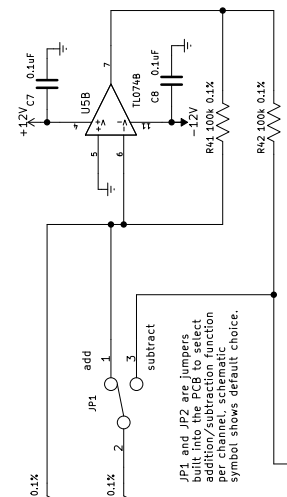 7
0.1uF
C7
+12V
4
U5B
TL074B
0.1uF
C8
-12V
11
5
6
+
V+
-
V-
R41 100k 0.1%
R42 100k 0.1%
add
1
3
subtract
JP1
2
0.1%
0.1%
JP1 and JP2 are jumpers
built into the PCB to select
addition/subtraction function
per channel, schematic
symbol shows default choice.